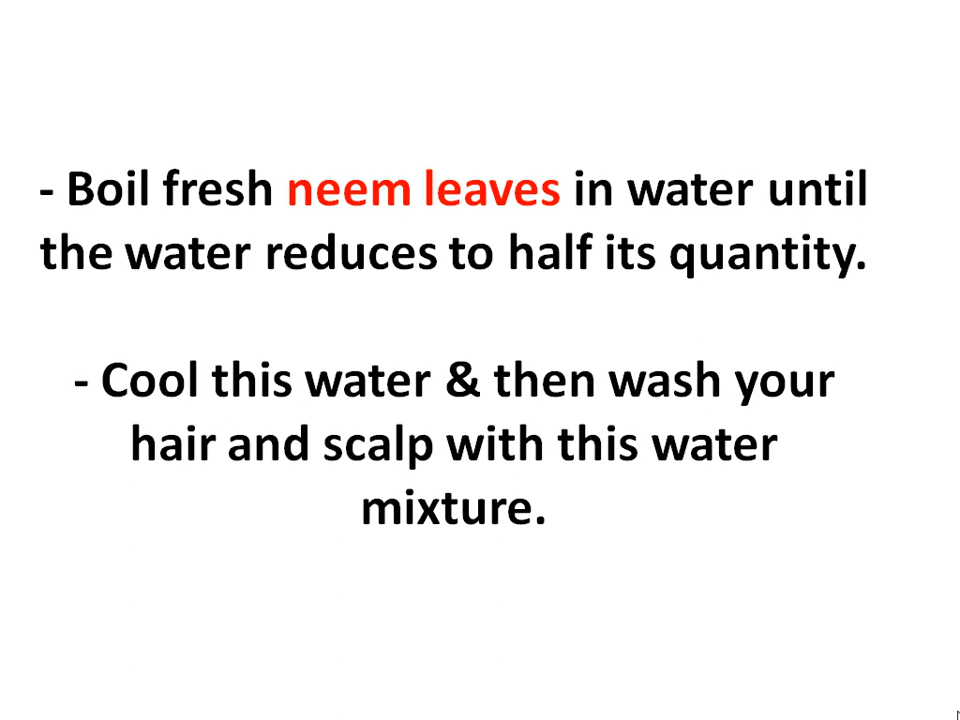 - Boil fresh neem leaves in water until
the water reduces to half its quantity.
- Cool this water & then wash your
hair and scalp with this water
mixture.